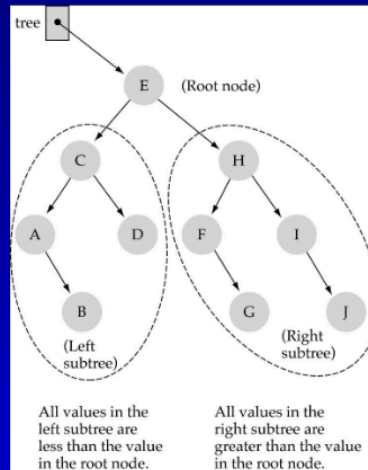 tree
E (Root node)
C H
A D F I
B G J
(Left
subtree)
(Right
subtree)
All values in the
left subtree are
less than the value
in the root node.
All values in the
right subtree are
greater than the value
in the root node.